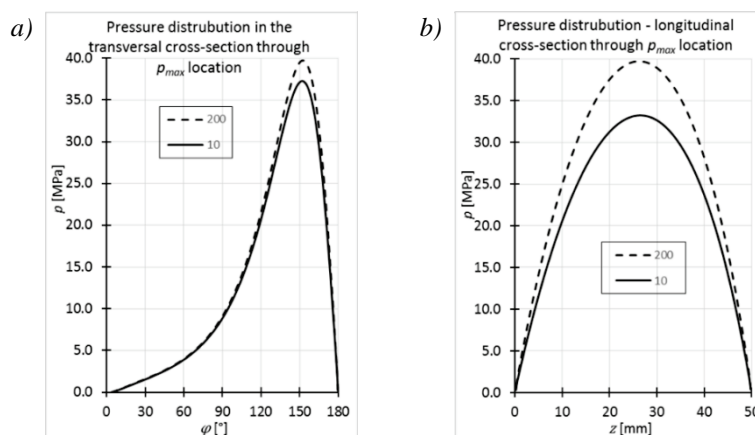 a)
Pressure distrubution in the
transversal cross-section through
pmax location
40.0
35.0
30.0
25.0
20.0
15.0
10.0
5.0
0.0
p [MPa]
200
10
0 30 60 90 120 150 180
φ [°]
b)
Pressure distrubution - longitudinal
cross-section through pmax location
40.0
35.0
30.0
25.0
20.0
15.0
10.0
5.0
0.0
p [MPa]
200
10
0 10 20 30 40 50
z [mm]